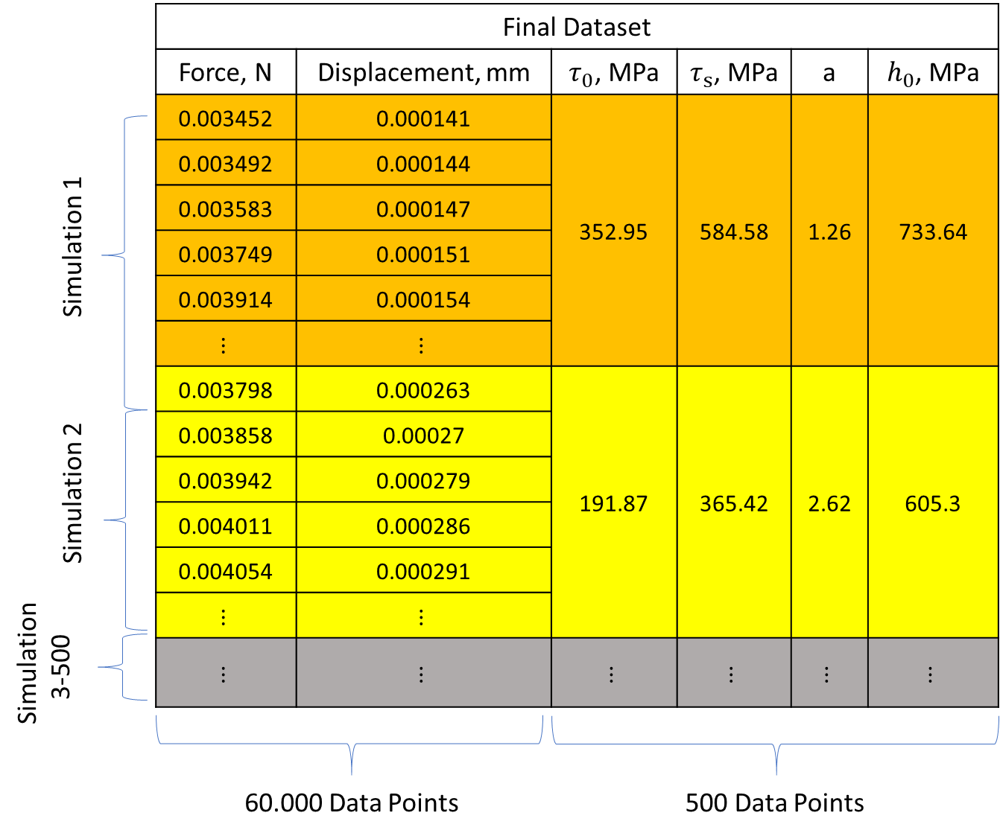 Final Dataset
Force, N Displacement, mm τ0, MPa τs, MPa a h0, MPa
Simulation 1
0.003452 0.000141
0.003492 0.000144
0.003583 0.000147
352.95 584.58 1.26 733.64
0.003749 0.000151
0.003914 0.000154
⋮ ⋮
Simulation 2
0.003798 0.000263
0.003858 0.00027
0.003942 0.000279
191.87 365.42 2.62 605.3
0.004011 0.000286
0.004054 0.000291
⋮ ⋮
Simulation
3-500
⋮ ⋮ ⋮ ⋮ ⋮ ⋮
60.000 Data Points 500 Data Points